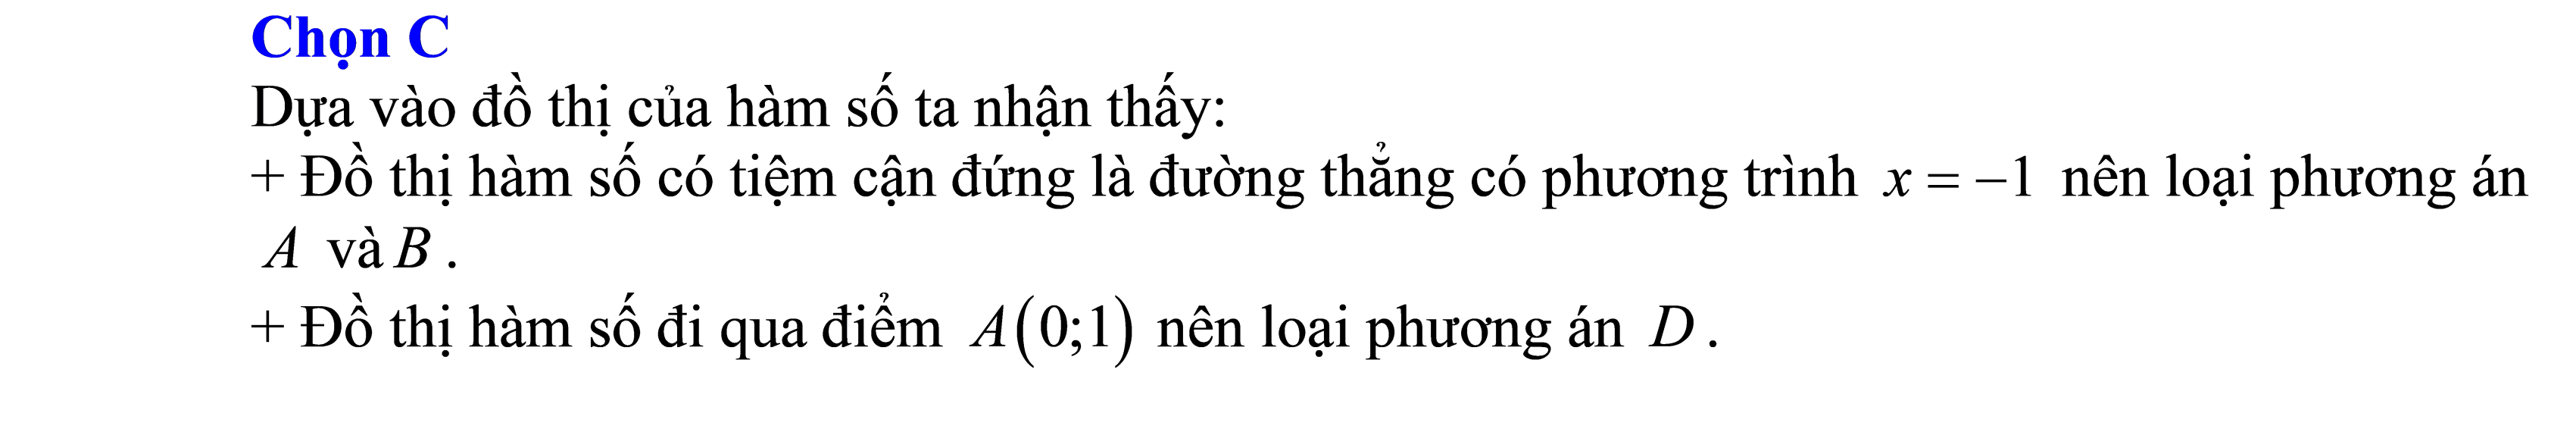 Chọn C
Dựa vào đồ thị của hàm số ta nhận thấy:
+ Đồ thị hàm số có tiệm cận đứng là đường thẳng có phương trình x = −1 nên loại phương án
A và B .
+ Đồ thị hàm số đi qua điểm A(0;1) nên loại phương án D .